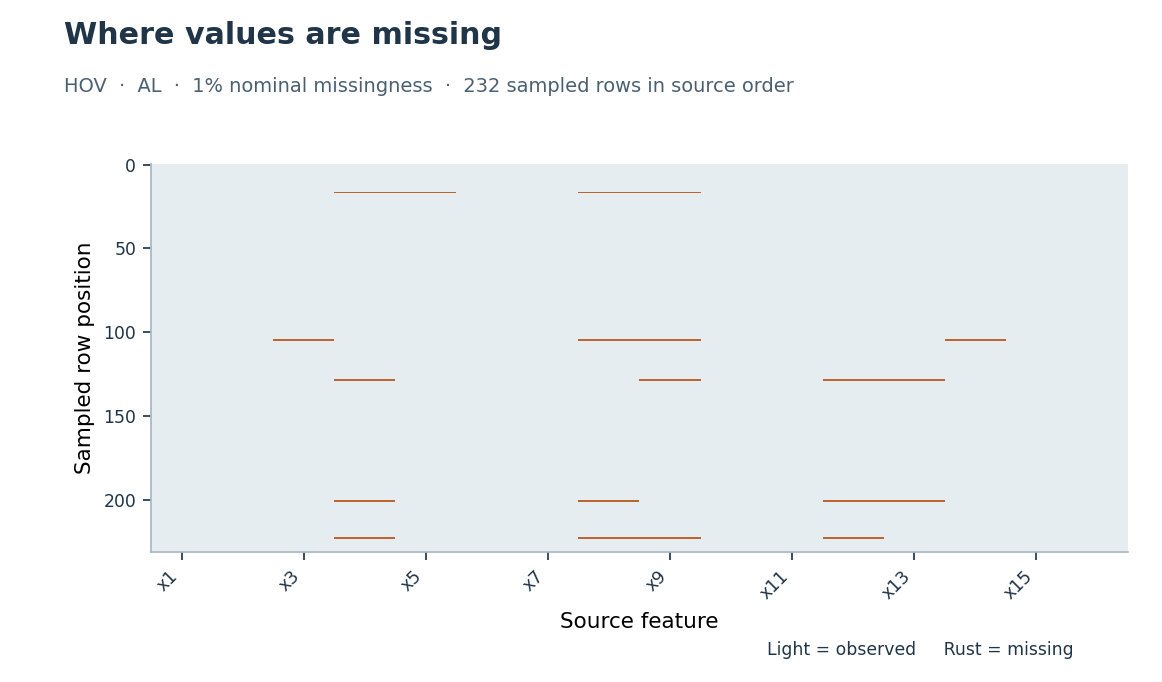 Where values are missing
HOV · AL · 1% nominal missingness · 232 sampled rows in source order
Sampled row position
0
50
100
150
200
x1 x3 x5 x7 x9 x11 x13 x15
Source feature
Light = observed Rust = missing